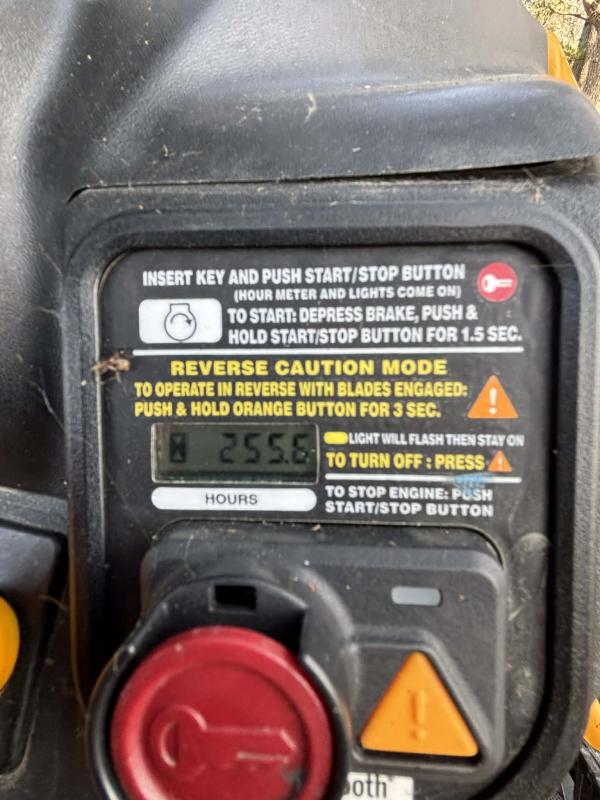 INSERT KEY AND PUSH START/STOP BUTTON
(HOUR METER AND LIGHTS COME ON)
TO START: DEPRESS BRAKE, PUSH &
HOLD START/STOP BUTTON FOR 1.5 SEC.
REVERSE CAUTION MODE
TO OPERATE IN REVERSE WITH BLADES ENGAGED:
PUSH & HOLD ORANGE BUTTON FOR 3 SEC.
255.6
LIGHT WILL FLASH THEN STAY ON
TO TURN OFF : PRESS
HOURS
TO STOP ENGINE: PUSH
START/STOP BUTTON
ooth